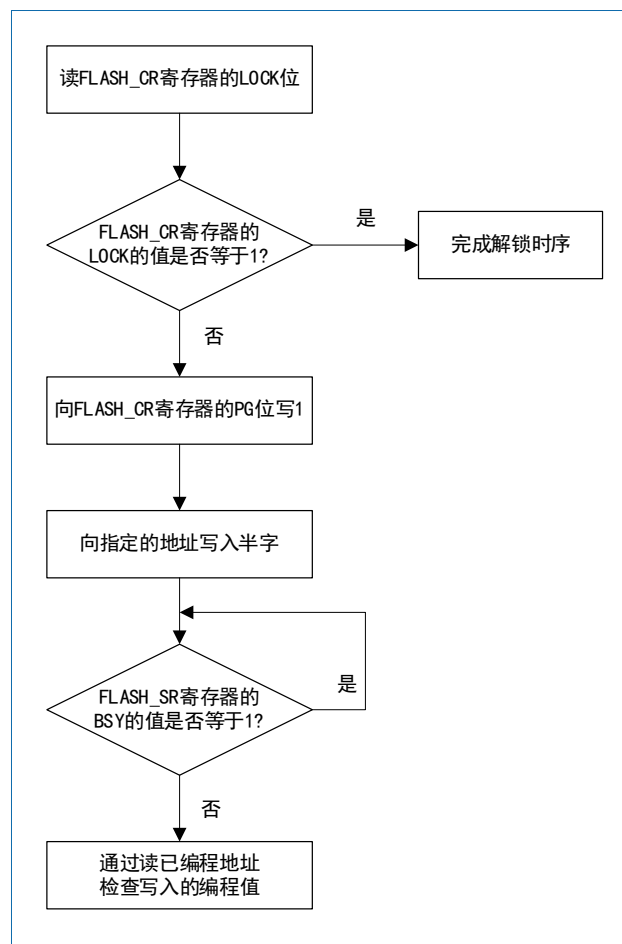 读FLASH_CR寄存器的LOCK位
FLASH_CR寄存器的
LOCK的值是否等于1?
是
完成解锁时序
否
向FLASH_CR寄存器的PG位写1
向指定的地址写入半字
FLASH_SR寄存器的
BSY的值是否等于1?
是
否
通过读已编程地址
检查写入的编程值